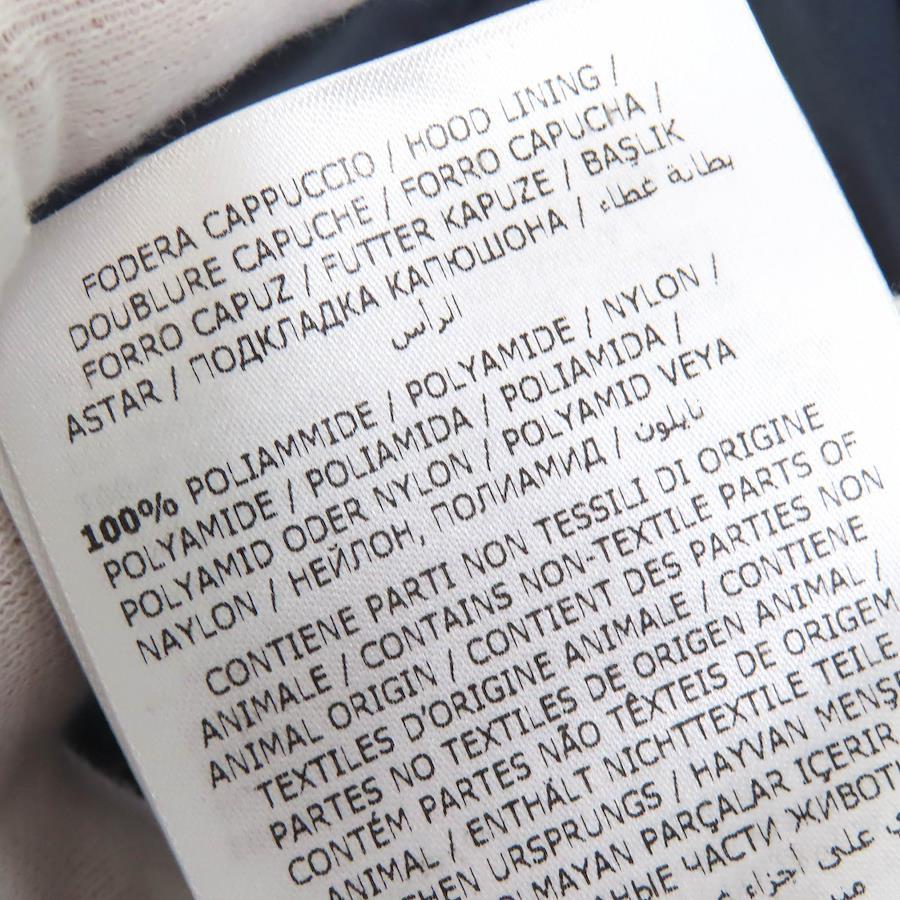 FODERA CAPPUCCIO / HOOD LINING /
DOUBLURE CAPUCHE / FORRO CAPUCHA /
FORRO CAPUZ / FUTTER KAPUZE / BAŞLIK
ASTAR / ПОДКЛАДКА КАПЮШОНА / بطانة غطاء
الرأس
100% POLIAMMIDE / POLYAMIDE / NYLON /
POLYAMIDE / POLIAMIDA / POLIAMIDA /
POLYAMID ODER NYLON / POLYAMID VEYA
NAYLON / НЕЙЛОН, ПОЛИАМИД / نايلون
CONTIENE PARTI NON TESSILI DI ORIGINE
ANIMALE / CONTAINS NON-TEXTILE PARTS OF
ANIMAL ORIGIN / CONTIENT DES PARTIES NON
TEXTILES D'ORIGINE ANIMALE / CONTIENE
PARTES NO TEXTILES DE ORIGEN ANIMAL /
CONTÉM PARTES NÃO TÊXTEIS DE ORIGEM
ANIMAL / ENTHÄLT NICHTTEXTILE TEILE
URSPRUNGS / HAYVAN
MAYAN PARÇALAR İÇERİR
ЧАСТИ
على أجزاء